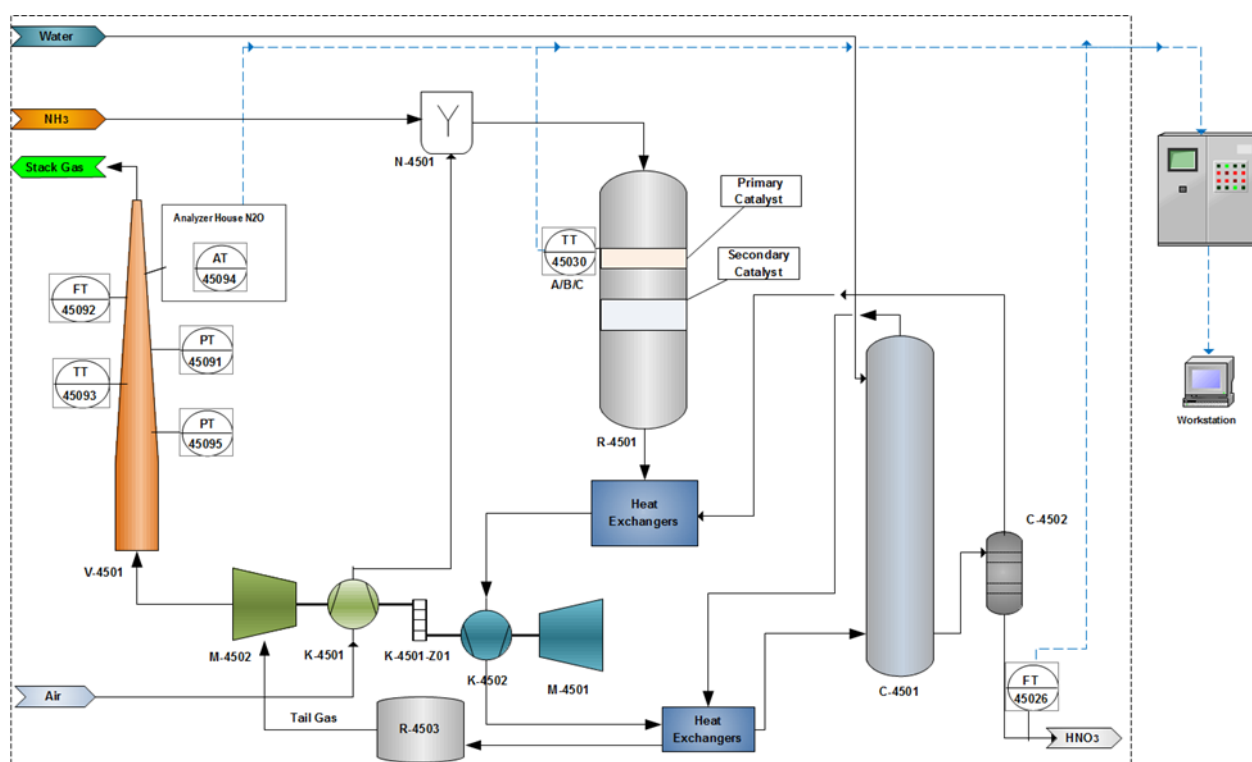 Water
NH3
N-4501
Stack Gas
Analyzer House N2O
AT
45094
FT
45092
PT
45091
TT
45093
PT
45095
V-4501
TT
45030
A/B/C
Primary
Catalyst
Secondary
Catalyst
R-4501
Heat
Exchangers
C-4502
Workstation
M-4502
K-4501
K-4501-Z01
K-4502
M-4501
C-4501
FT
45026
Air
Tail Gas
R-4503
Heat
Exchangers
HNO3